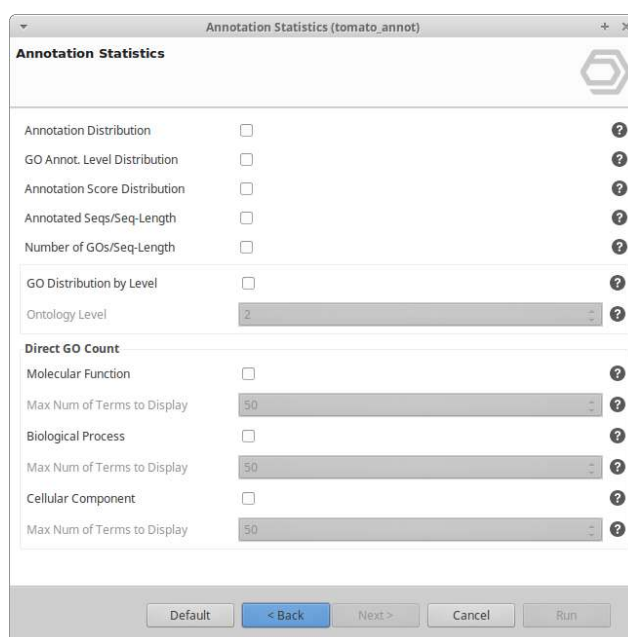 Annotation Statistics (tomato_annot)
Annotation Statistics
Annotation Distribution
GO Annot. Level Distribution
Annotation Score Distribution
Annotated Seqs/Seq-Length
Number of GOs/Seq-Length
GO Distribution by Level
Ontology Level 2
Direct GO Count
Molecular Function
Max Num of Terms to Display 50
Biological Process
Max Num of Terms to Display 50
Cellular Component
Max Num of Terms to Display 50
Default < Back Next > Cancel Run